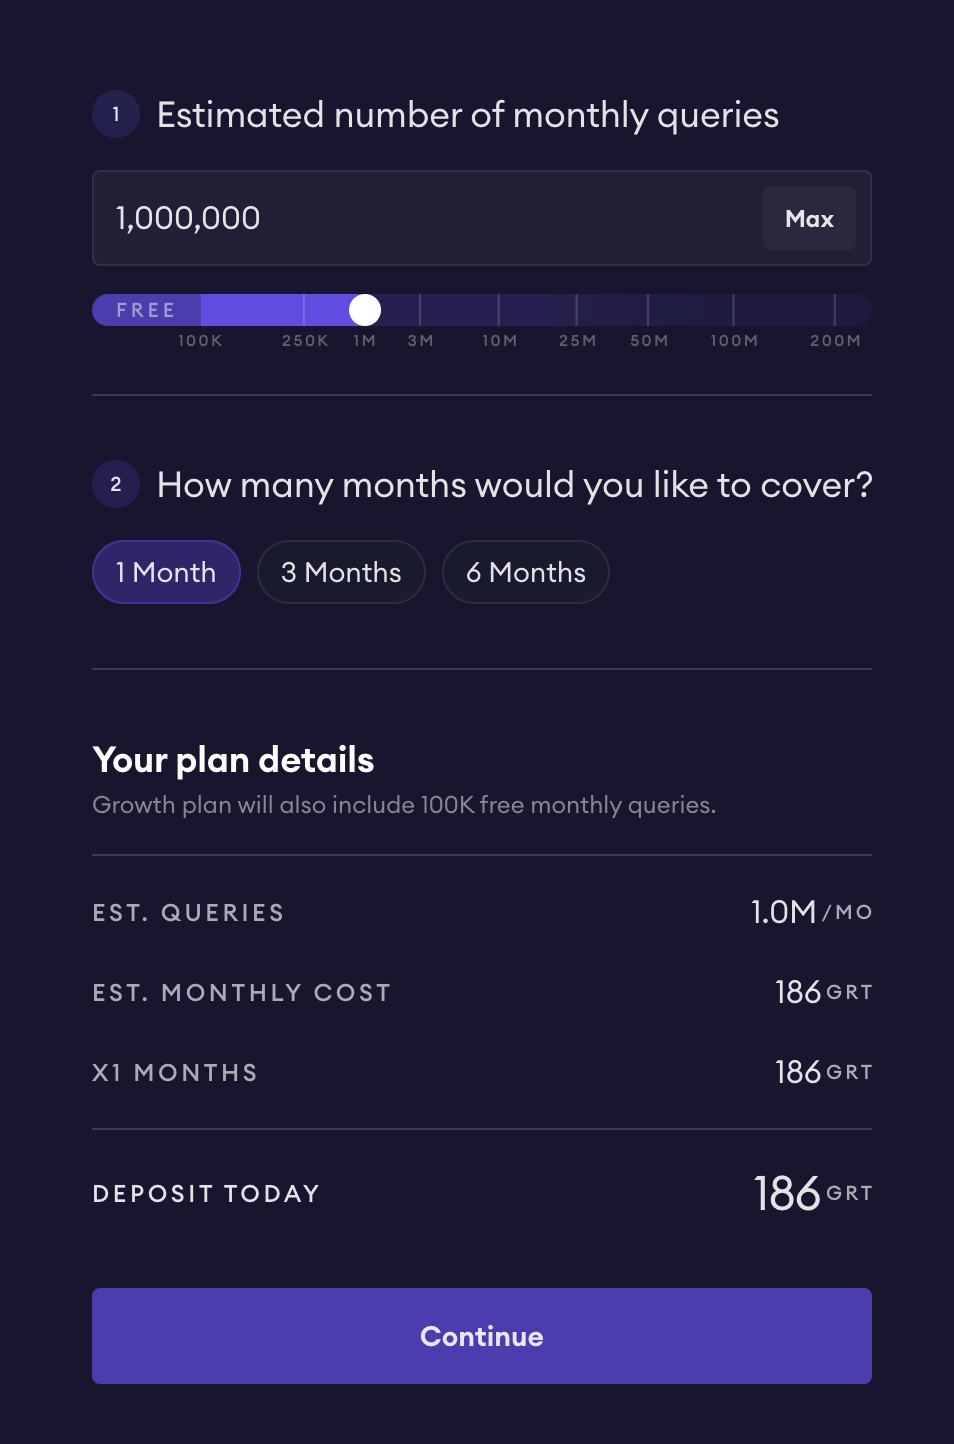 1 Estimated number of monthly queries
1,000,000 Max
FREE
100K 250K 1M 3M 10M 25M 50M 100M 200M
2 How many months would you like to cover?
1 Month 3 Months 6 Months
Your plan details
Growth plan will also include 100K free monthly queries.
EST. QUERIES 1.0M /MO
EST. MONTHLY COST 186 GRT
X1 MONTHS 186 GRT
DEPOSIT TODAY 186 GRT
Continue